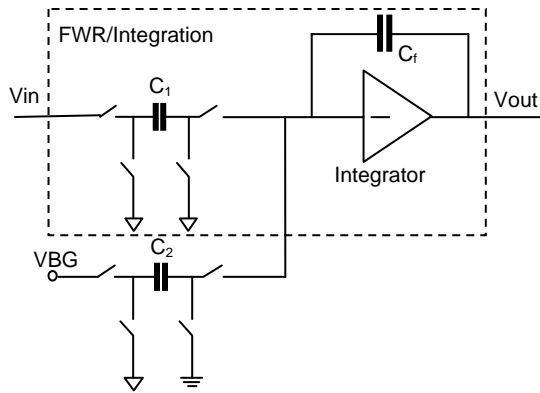 FWR/Integration
C1
Cf
Vin
Vout
Integrator
C2
VBG